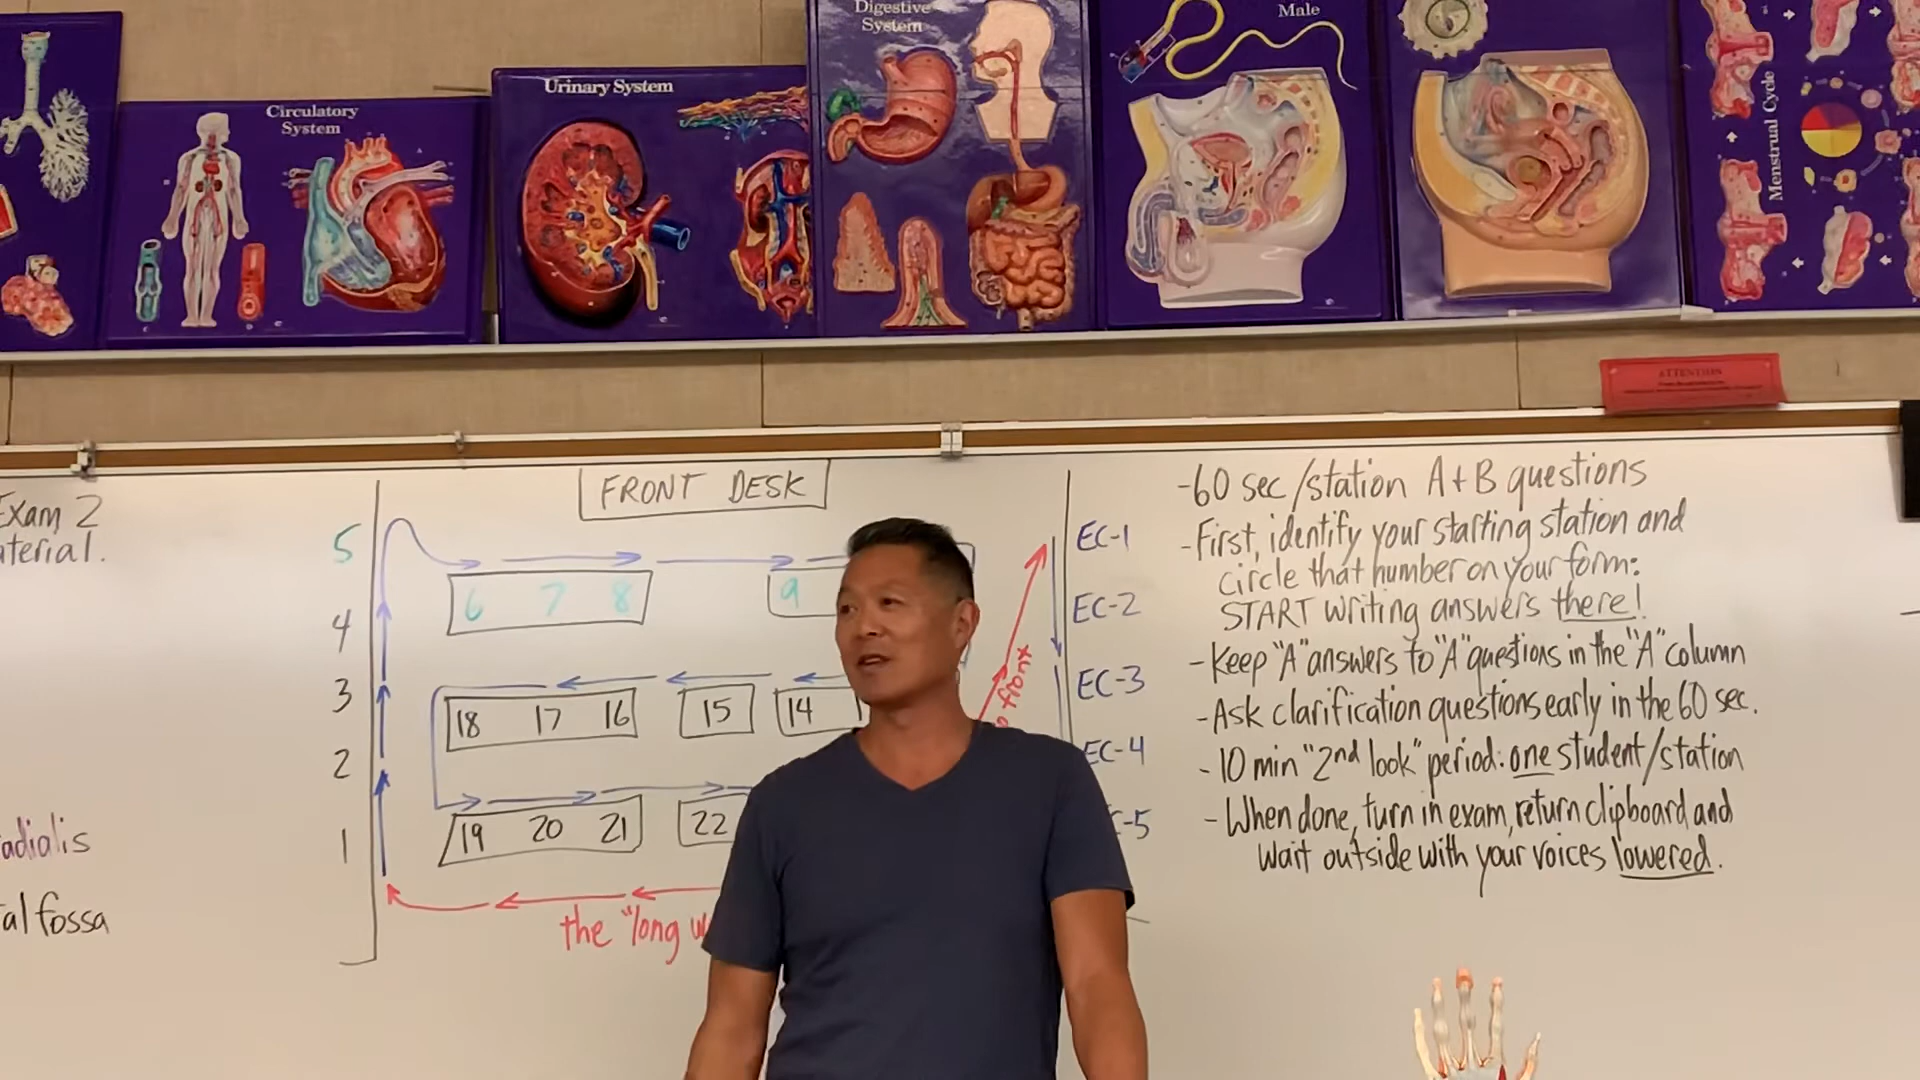 Digestive
System
Male
Urinary System
Circulatory
System
Menstrual Cycle
ATTENTION
Exam 2
FRONT DESK
-60 sec/station A+B questions
-First, identify your starting station and
circle that number on your form:
START writing answers there!
-Keep "A" answers to "A" questions in the "A" column
-Ask clarification questions early in the 60 sec.
-10 min "2nd look" period: one student/station
-When done, turn in exam, return clipboard and
wait outside with your voices lowered.
5
4
3
2
1
6 7 8
9
18 17 16
15
14
19 20 21
22
EC-1
EC-2
EC-3
EC-4
-5
front
the "long
fossa